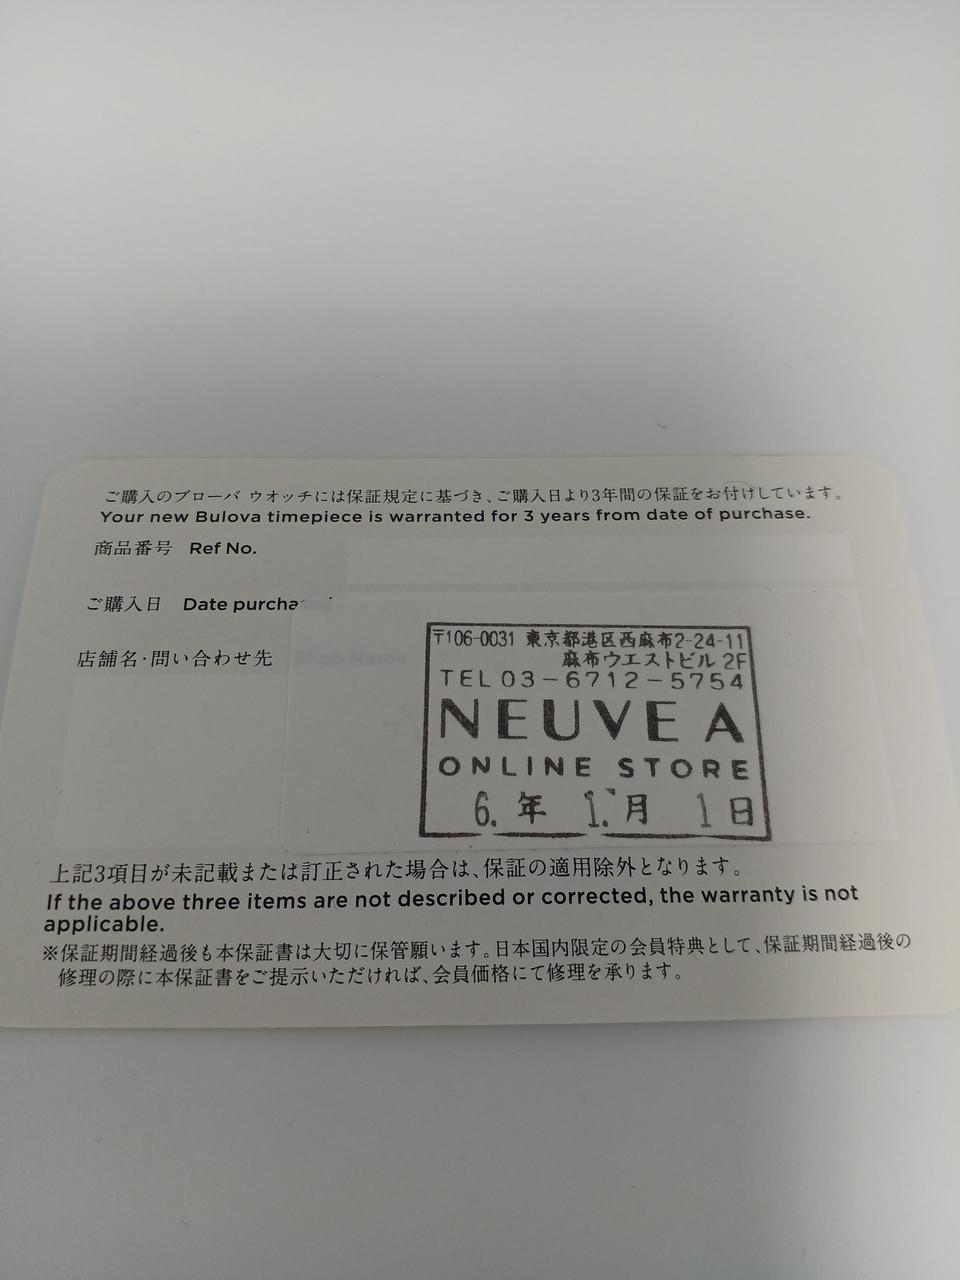 ご購入のブローバ ウオッチには保証規定に基づき、ご購入日より3年間の保証をお付けしています。
Your new Bulova timepiece is warranted for 3 years from date of purchase.
商品番号 Ref No.
ご購入日 Date purcha
店舗名・問い合わせ先 Shop Name
〒106-0031 東京都港区西麻布2-24-11
麻布ウエストビル 2F
TEL 03-6712-5754
NEUVE A
ONLINE STORE
6. 年 1. 月 1 日
上記3項目が未記載または訂正された場合は、保証の適用除外となります。
If the above three items are not described or corrected, the warranty is not
applicable.
※保証期間経過後も本保証書は大切に保管願います。日本国内限定の会員特典として、保証期間経過後の
修理の際に本保証書をご提示いただければ、会員価格にて修理を承ります。